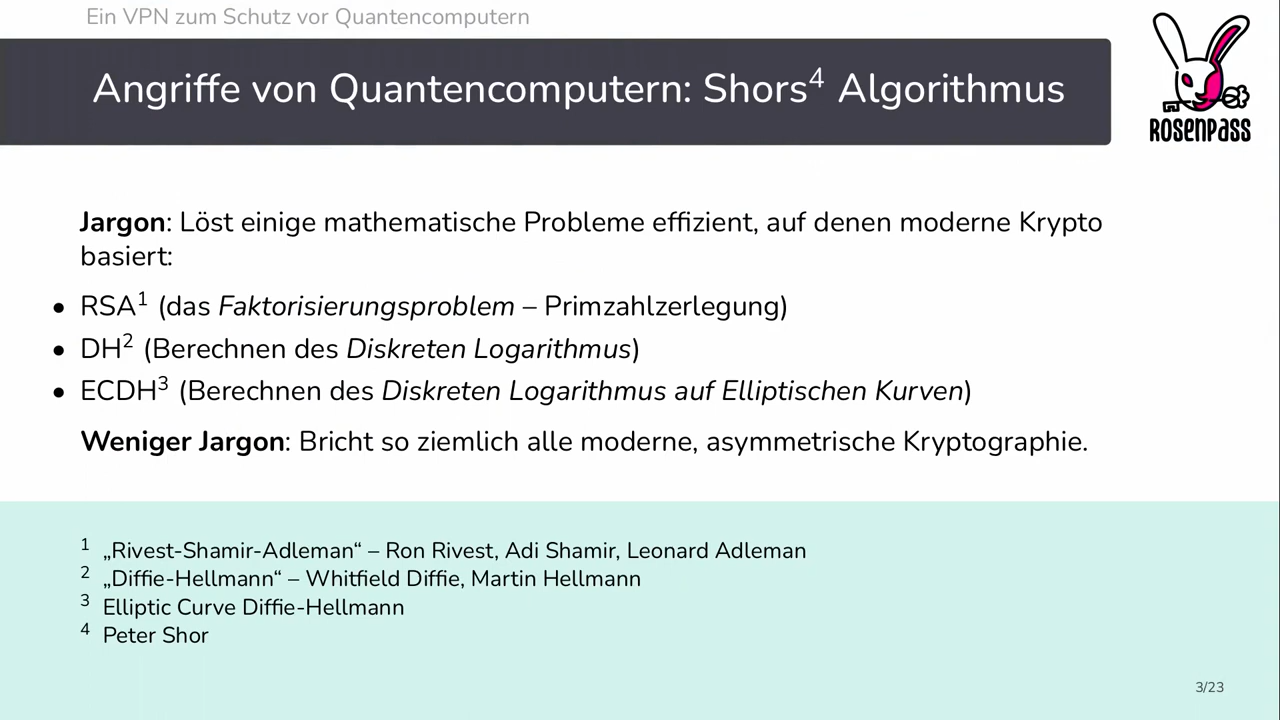 Ein VPN zum Schutz vor Quantencomputern
Angriffe von Quantencomputern: Shors⁴ Algorithmus
ROSENPASS
Jargon: Löst einige mathematische Probleme effizient, auf denen moderne Krypto
basiert:
• RSA¹ (das Faktorisierungsproblem – Primzahlzerlegung)
• DH² (Berechnen des Diskreten Logarithmus)
• ECDH³ (Berechnen des Diskreten Logarithmus auf Elliptischen Kurven)
Weniger Jargon: Bricht so ziemlich alle moderne, asymmetrische Kryptographie.
¹ „Rivest-Shamir-Adleman“ – Ron Rivest, Adi Shamir, Leonard Adleman
² „Diffie-Hellmann“ – Whitfield Diffie, Martin Hellmann
³ Elliptic Curve Diffie-Hellmann
⁴ Peter Shor
3/23